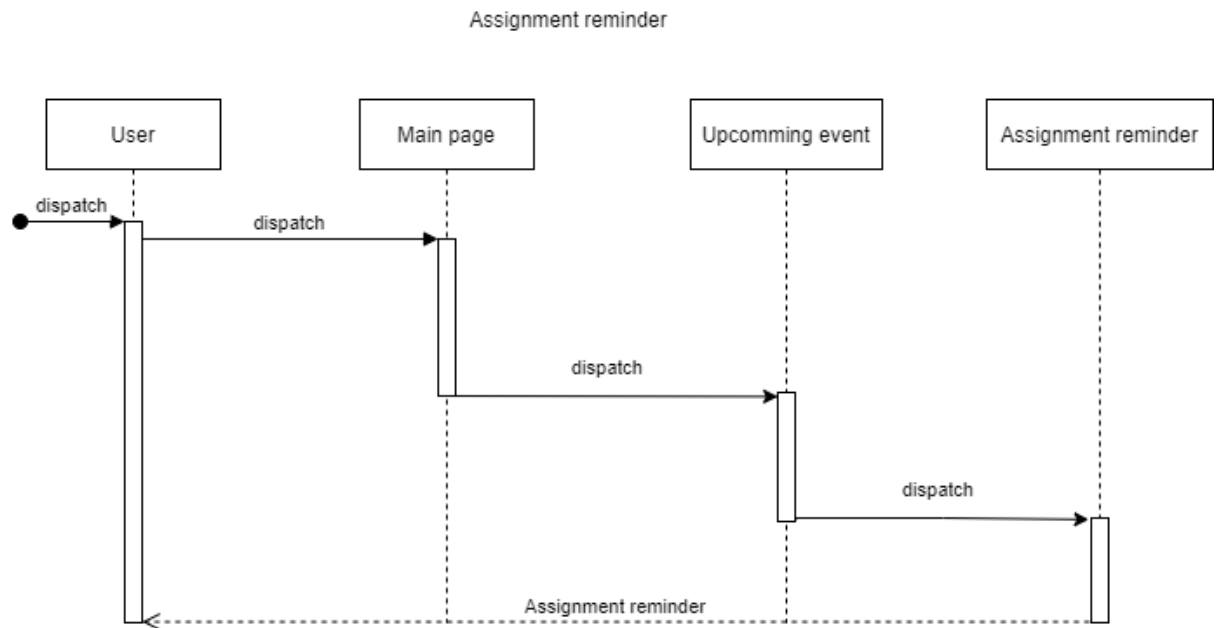 Assignment reminder
User
Main page
Upcomming event
Assignment reminder
dispatch
dispatch
dispatch
dispatch
Assignment reminder